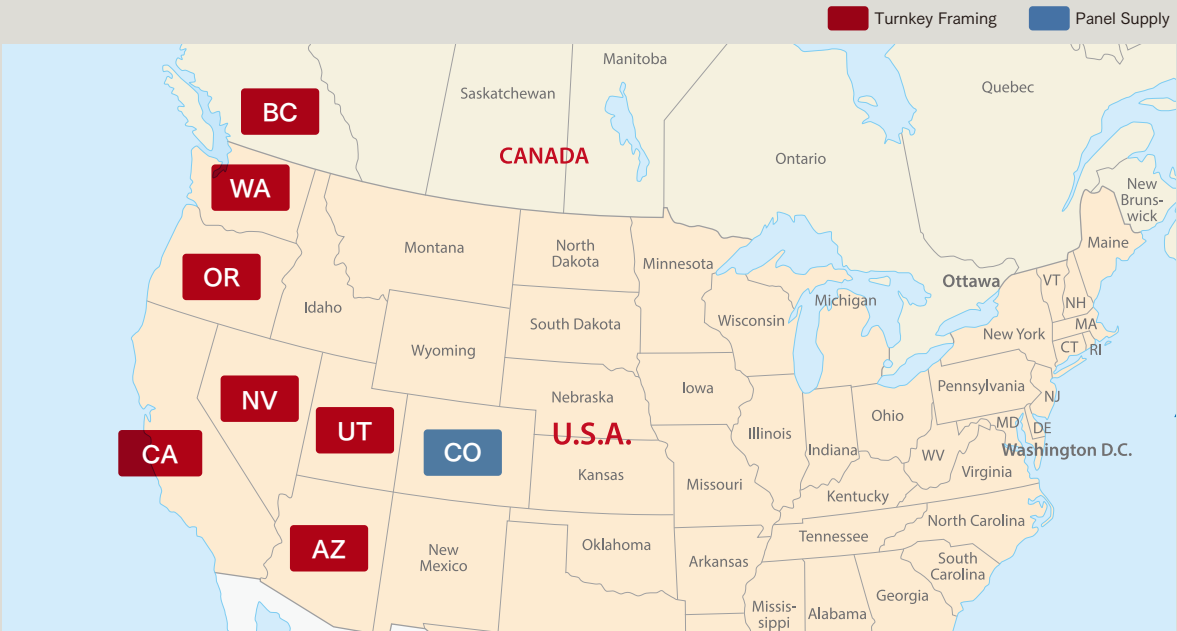 Turnkey Framing
Panel Supply
Manitoba
Quebec
Saskatchewan
BC
CANADA
Ontario
WA
New
Bruns-
wick
Montana
North
Dakota
Minnesota
Maine
OR
Idaho
Ottawa
VT
Michigan
NH
South Dakota
Wisconsin
New York
MA
Wyoming
CT
RI
NV
Iowa
Nebraska
Pennsylvania
NJ
Ohio
UT
U.S.A.
Illinois
MD
DE
CA
CO
Indiana
WV
Washington D.C.
Kansas
Missouri
Virginia
Kentucky
AZ
New
Mexico
Oklahoma
Arkansas
Tennessee
North Carolina
South
Carolina
Georgia
Missis-
sippi
Alabama